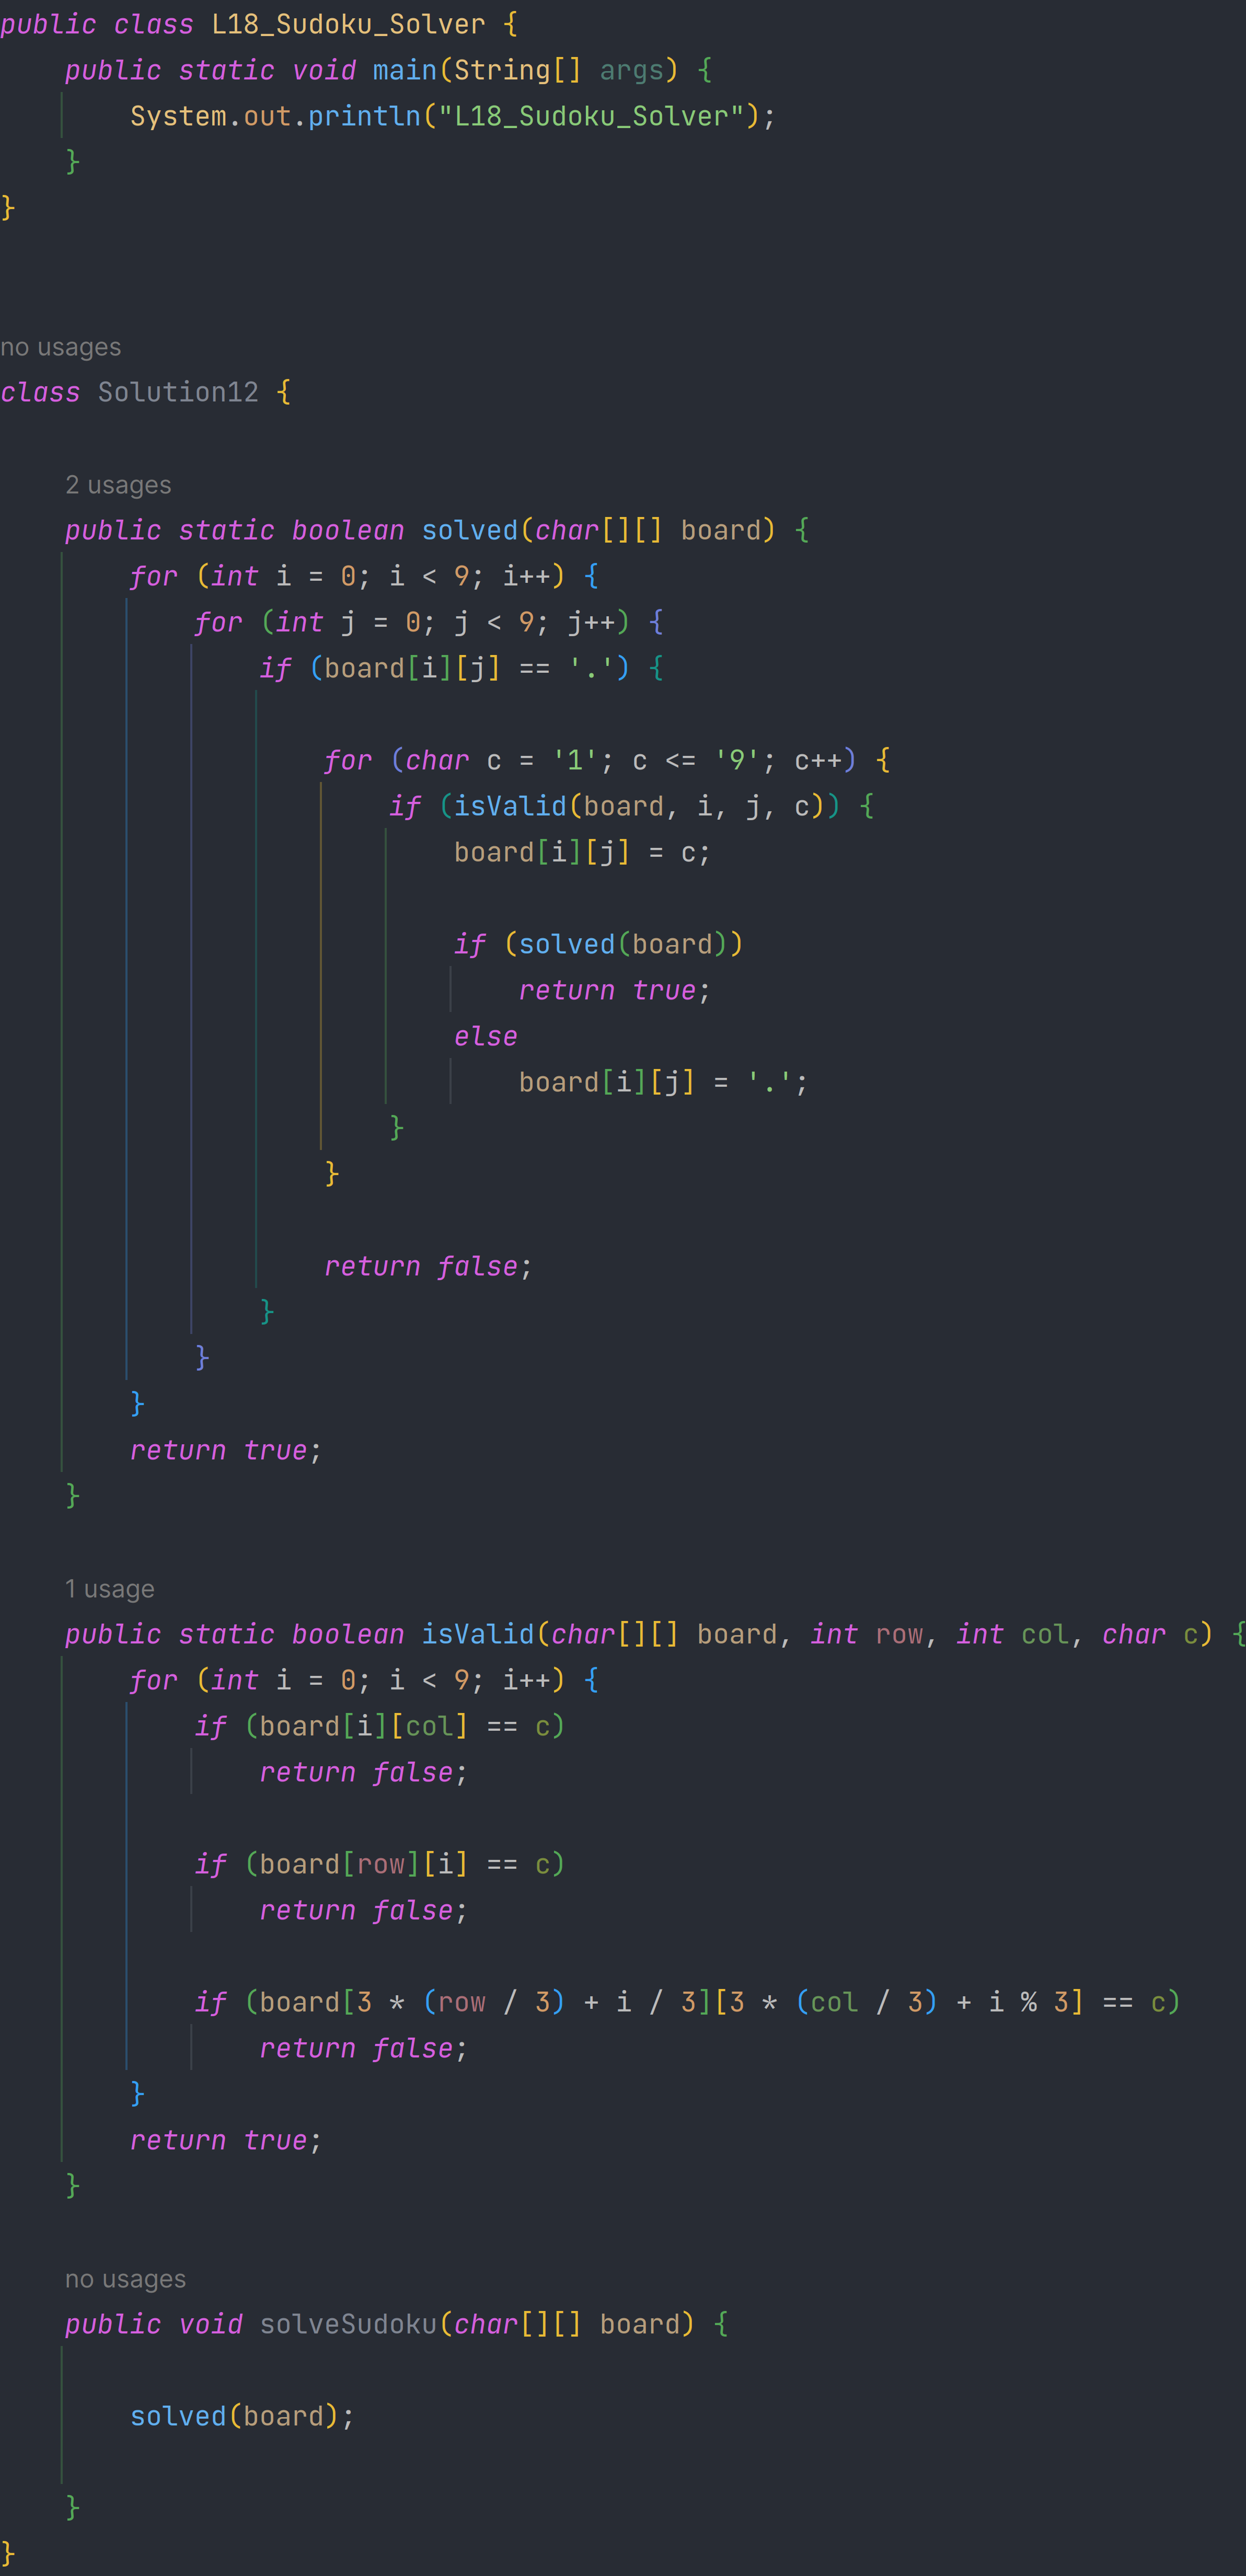 public class L18_Sudoku_Solver {
    public static void main(String[] args) {
        System.out.println("L18_Sudoku_Solver");
    }
}
no usages
class Solution12 {
    2 usages
    public static boolean solved(char[][] board) {
        for (int i = 0; i < 9; i++) {
            for (int j = 0; j < 9; j++) {
                if (board[i][j] == '.') {
                    for (char c = '1'; c <= '9'; c++) {
                        if (isValid(board, i, j, c)) {
                            board[i][j] = c;
                            if (solved(board))
                                return true;
                            else
                                board[i][j] = '.';
                        }
                    }
                    return false;
                }
            }
        }
        return true;
    }
    1 usage
    public static boolean isValid(char[][] board, int row, int col, char c) {
        for (int i = 0; i < 9; i++) {
            if (board[i][col] == c)
                return false;
            if (board[row][i] == c)
                return false;
            if (board[3 * (row / 3) + i / 3][3 * (col / 3) + i % 3] == c)
                return false;
        }
        return true;
    }
    no usages
    public void solveSudoku(char[][] board) {
        solved(board);
    }
}